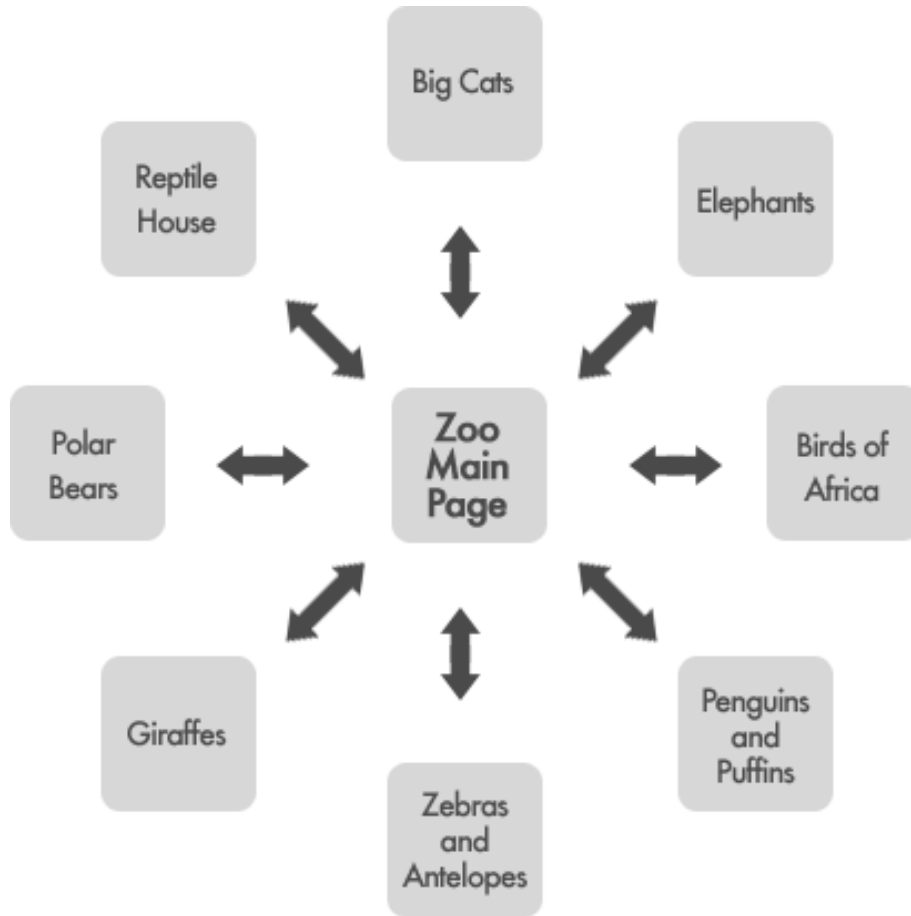 Big Cats
Reptile
House
Elephants
Polar
Bears
Zoo
Main
Page
Birds of
Africa
Giraffes
Penguins
and
Puffins
Zebras
and
Antelopes